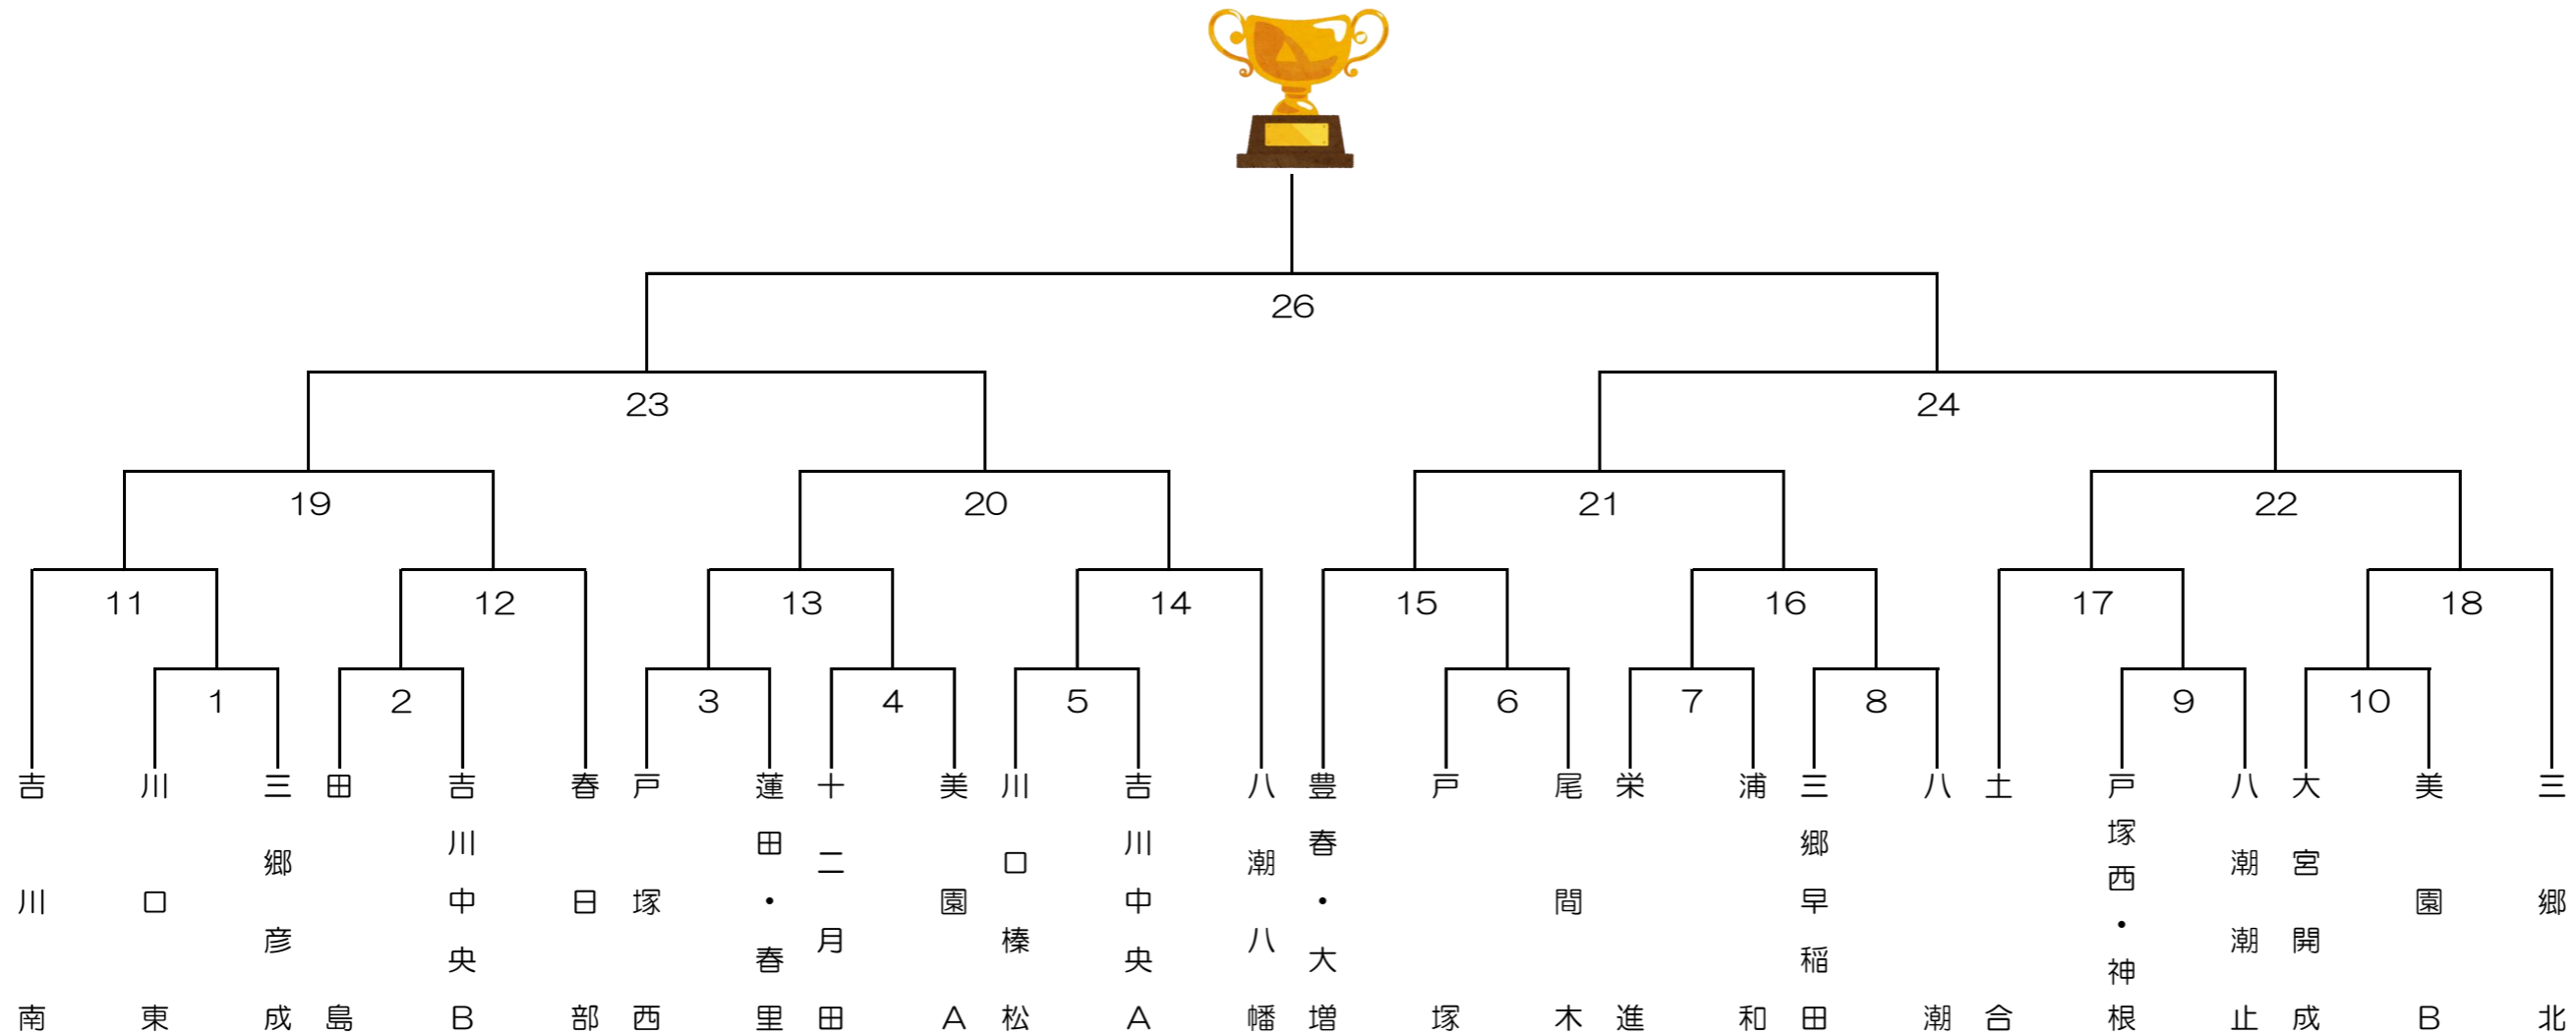 26
23
24
19
20
21
22
11
12
13
14
15
16
17
18
1
2
3
4
5
6
7
8
9
10
吉川南
川口東
三郷彦成
田島
吉川中央B
春日部
戸塚西
蓮田・春里
十二月田
美園A
川口榛松
吉川中央A
八潮八幡
豊春・大増
戸塚
尾間木
栄進
浦和
三郷早稲田
八潮
土合
戸塚西・神根
八潮潮止
大宮開成
美園B
三郷北